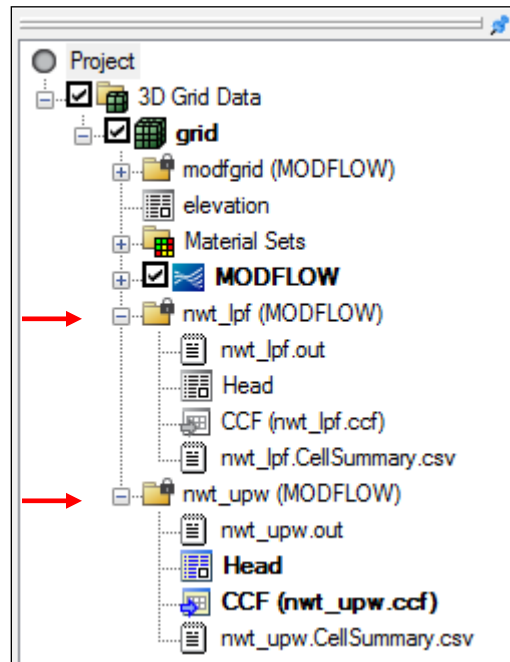 Project
3D Grid Data
grid
modfgrid (MODFLOW)
elevation
Material Sets
MODFLOW
nwt_lpf (MODFLOW)
nwt_lpf.out
Head
CCF (nwt_lpf.ccf)
nwt_lpf.CellSummary.csv
nwt_upw (MODFLOW)
nwt_upw.out
Head
CCF (nwt_upw.ccf)
nwt_upw.CellSummary.csv